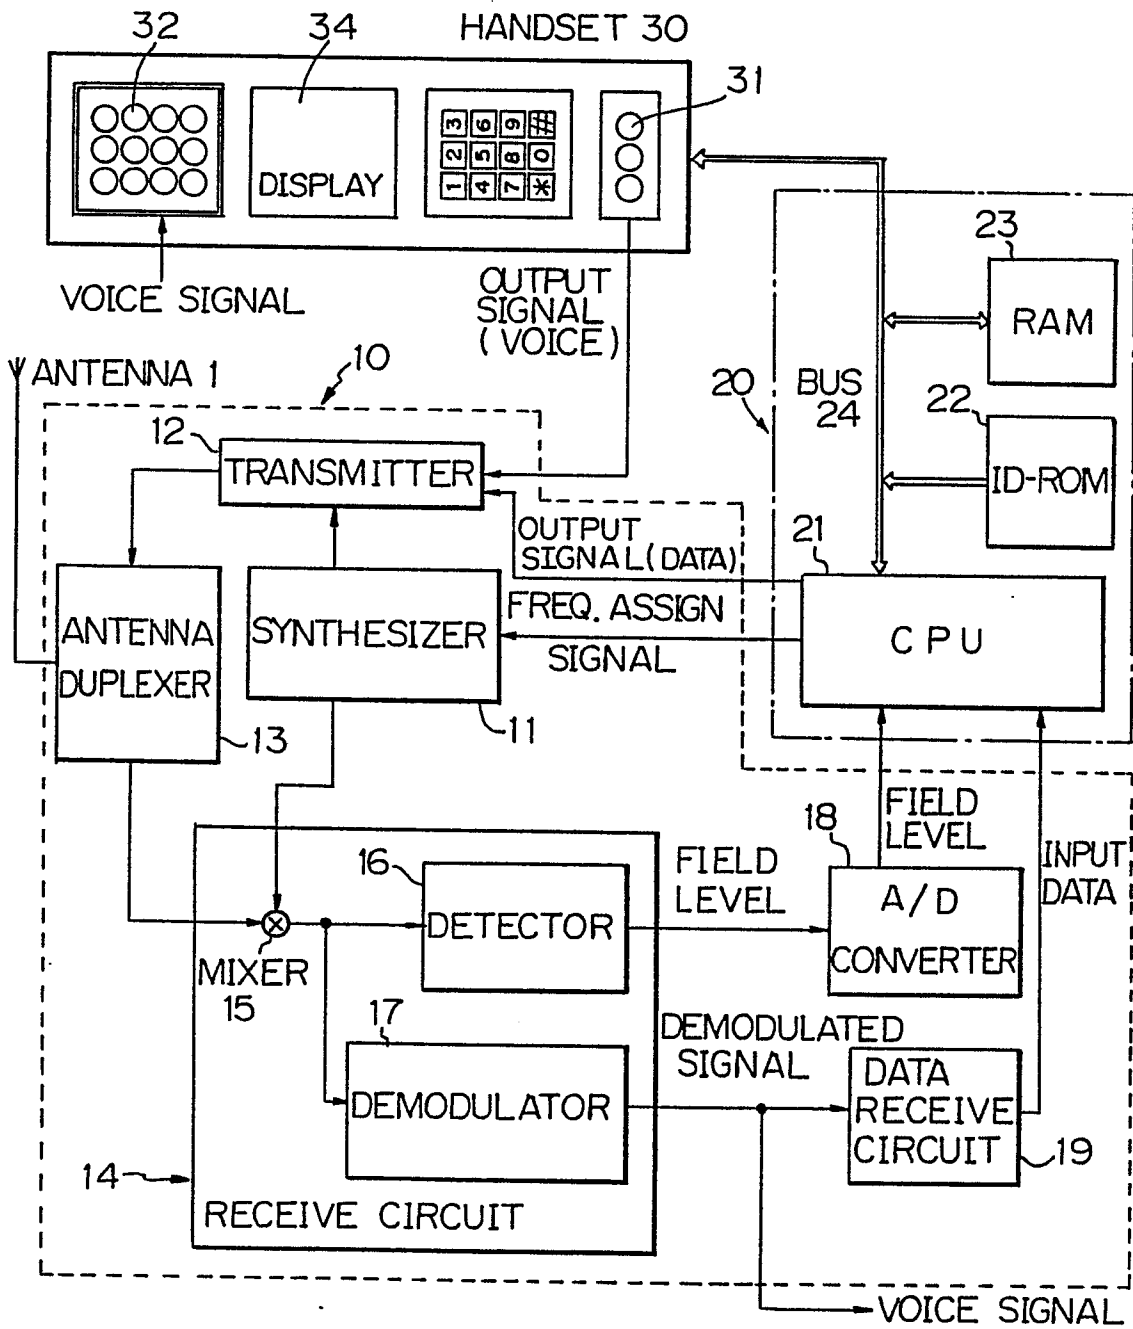 HANDSET 30
32
34
31
DISPLAY
3 6 9 #
2 5 8 0
1 4 7 *
VOICE SIGNAL
OUTPUT
SIGNAL
(VOICE)
23
RAM
ANTENNA 1
10
20
BUS
24
22
ID-ROM
12
TRANSMITTER
OUTPUT
SIGNAL(DATA)
21
CPU
ANTENNA
DUPLEXER
13
SYNTHESIZER
11
FREQ. ASSIGN
SIGNAL
FIELD
LEVEL
INPUT
DATA
18
A/D
CONVERTER
16
DETECTOR
FIELD
LEVEL
MIXER
15
17
DEMODULATOR
DEMODULATED
SIGNAL
DATA
RECEIVE
CIRCUIT
19
14
RECEIVE CIRCUIT
VOICE SIGNAL